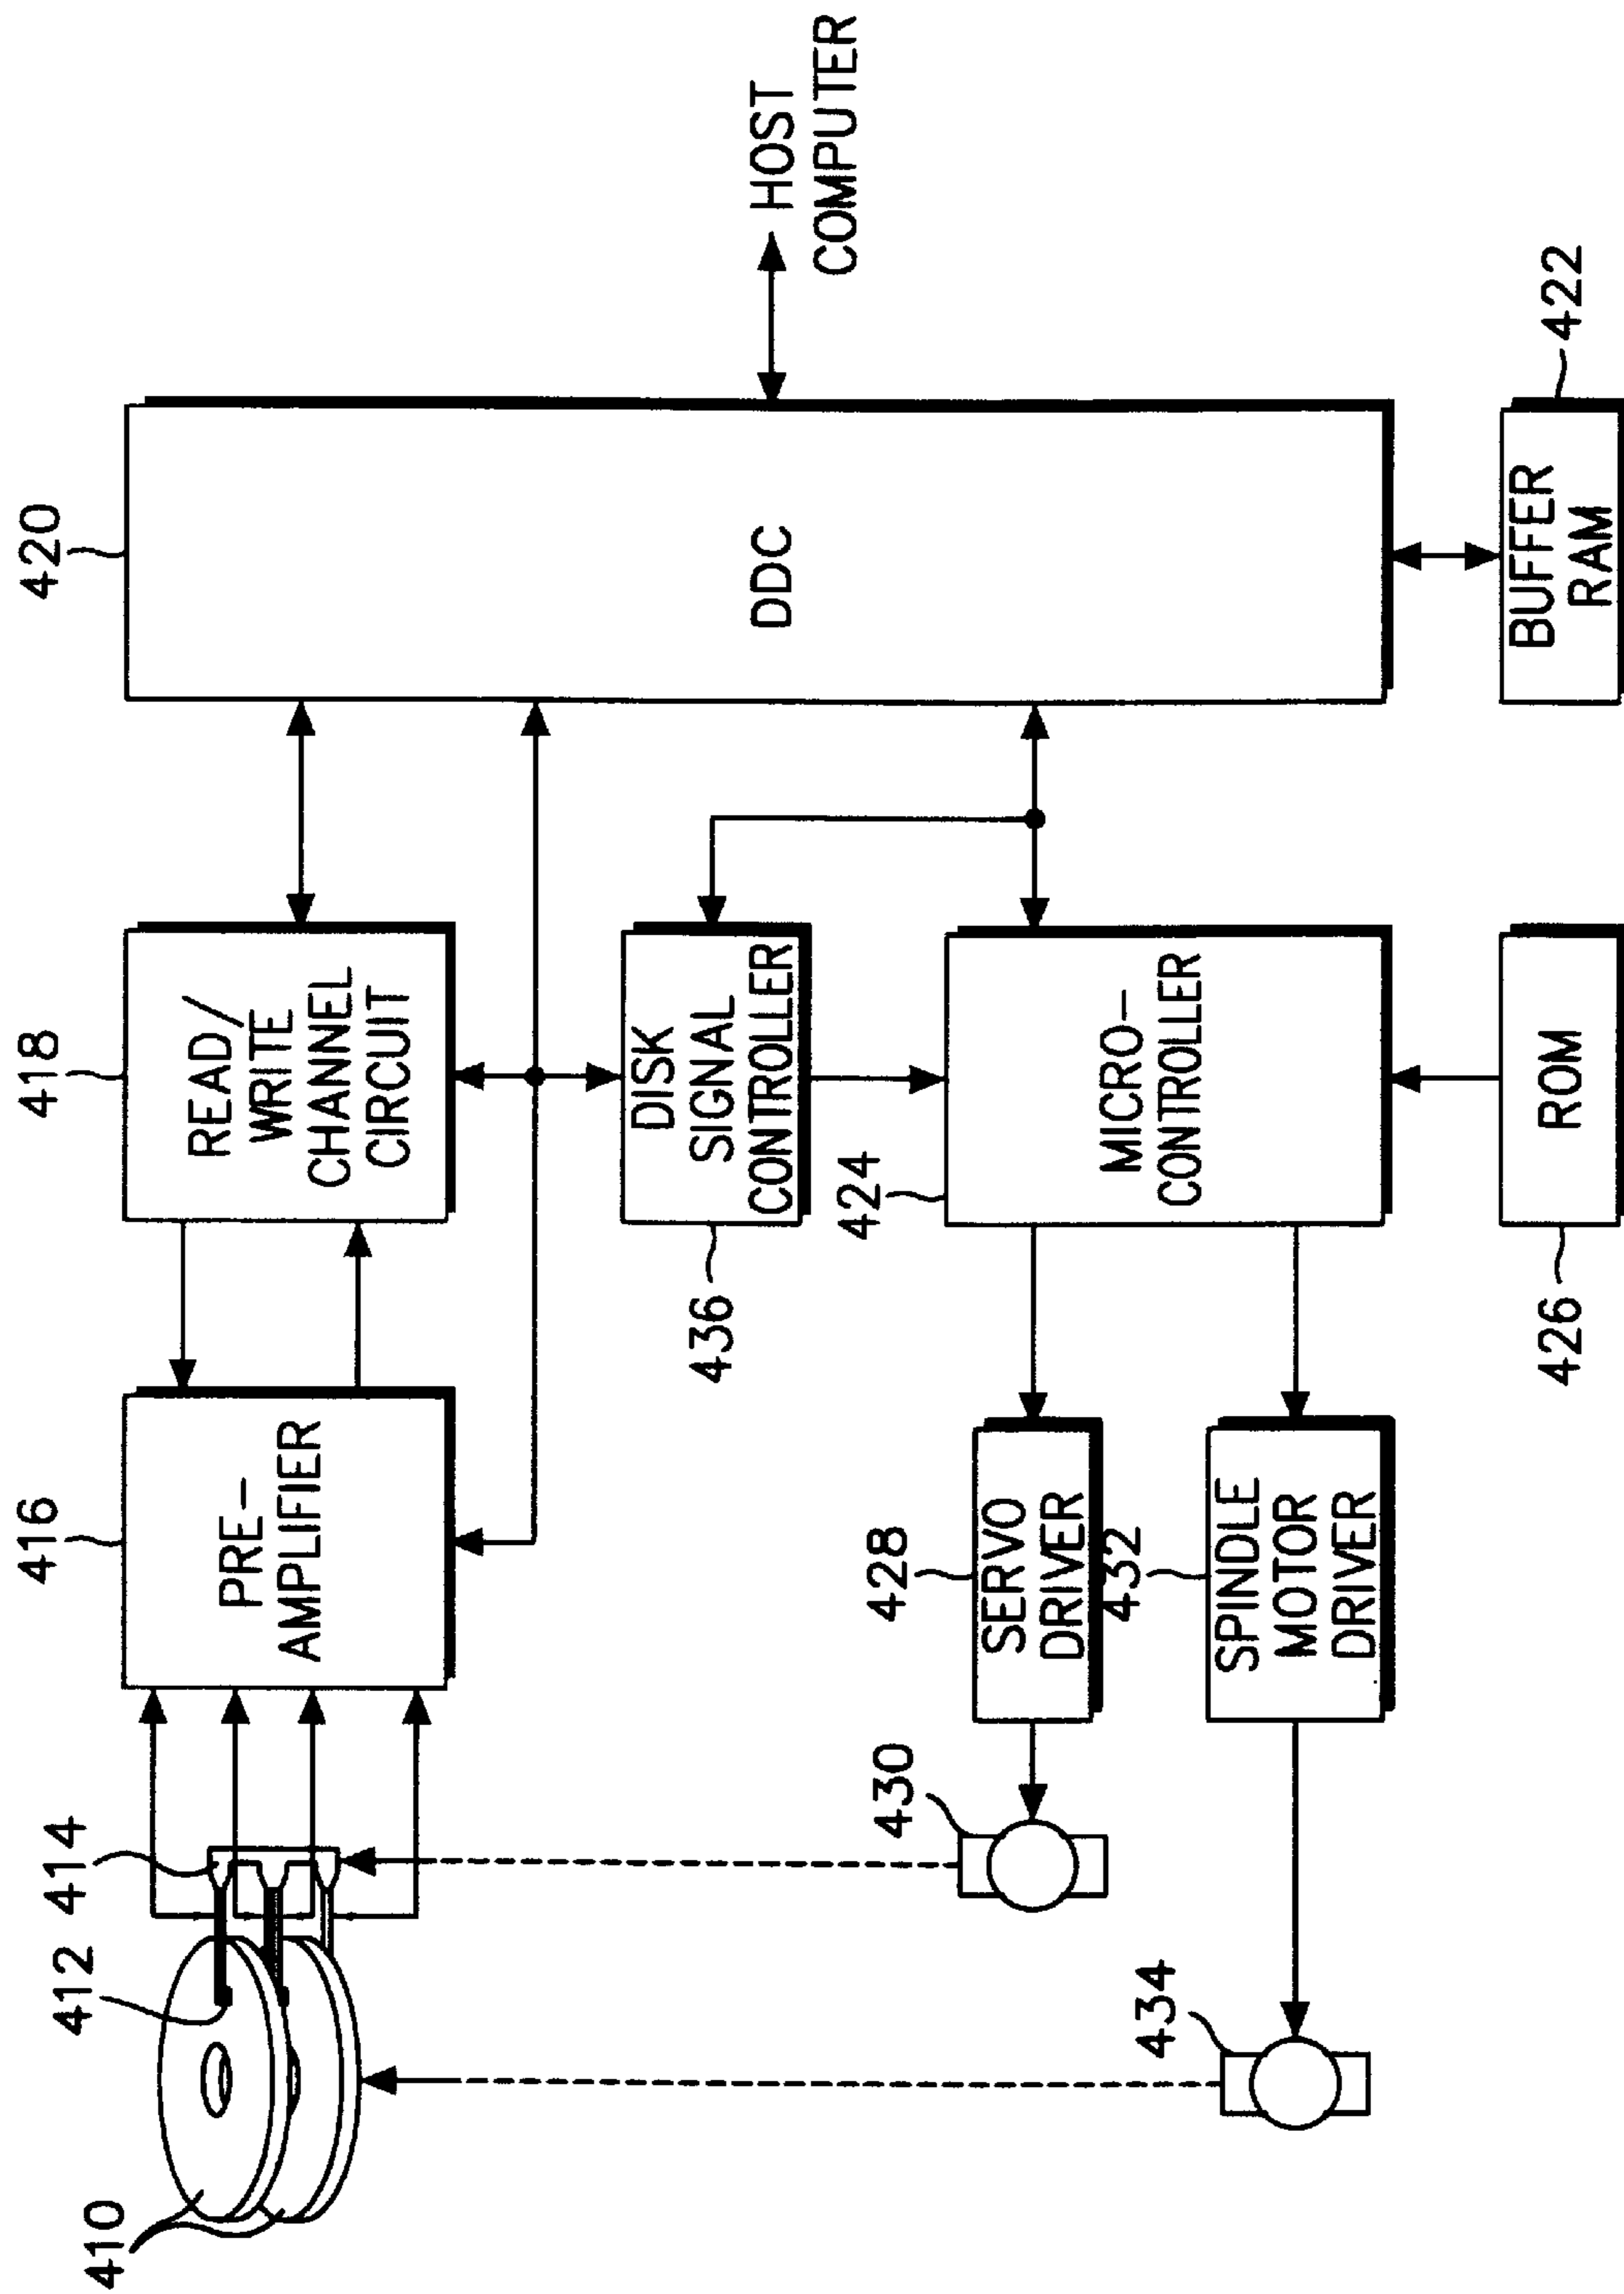 410
412
414
416
418
420
PRE-
AMPLIFIER
READ/
WRITE
CHANNEL
CIRCUIT
DDC
HOST
COMPUTER
436
DISK
SIGNAL
CONTROLLER
430
428
424
SERVO
DRIVER
MICRO-
CONTROLLER
434
432
SPINDLE
MOTOR
DRIVER
426
ROM
BUFFER
RAM
422